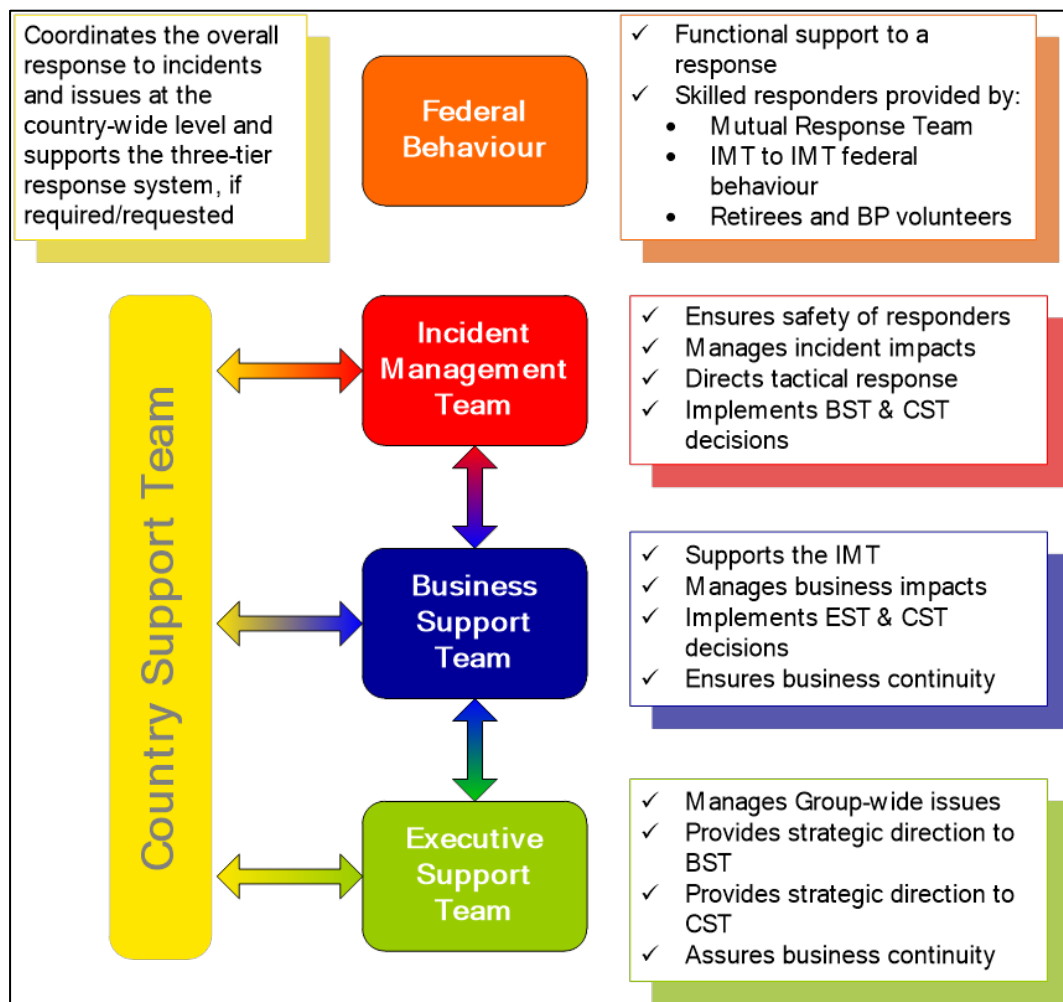 Coordinates the overall
response to incidents
and issues at the
country-wide level and
supports the three-tier
response system, if
required/requested
Federal
Behaviour
✓ Functional support to a
response
✓ Skilled responders provided by:
• Mutual Response Team
• IMT to IMT federal
behaviour
• Retirees and BP volunteers
Country Support Team
Incident
Management
Team
✓ Ensures safety of responders
✓ Manages incident impacts
✓ Directs tactical response
✓ Implements BST & CST
decisions
Business
Support
Team
✓ Supports the IMT
✓ Manages business impacts
✓ Implements EST & CST
decisions
✓ Ensures business continuity
Executive
Support
Team
✓ Manages Group-wide issues
✓ Provides strategic direction to
BST
✓ Provides strategic direction to
CST
✓ Assures business continuity